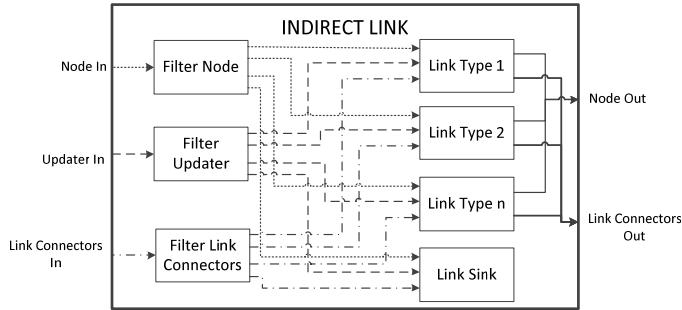 INDIRECT LINK
Node In
Filter Node
Link Type 1
Node Out
Updater In
Filter
Updater
Link Type 2
Link Type n
Link Connectors
Out
Link Connectors
In
Filter Link
Connectors
Link Sink